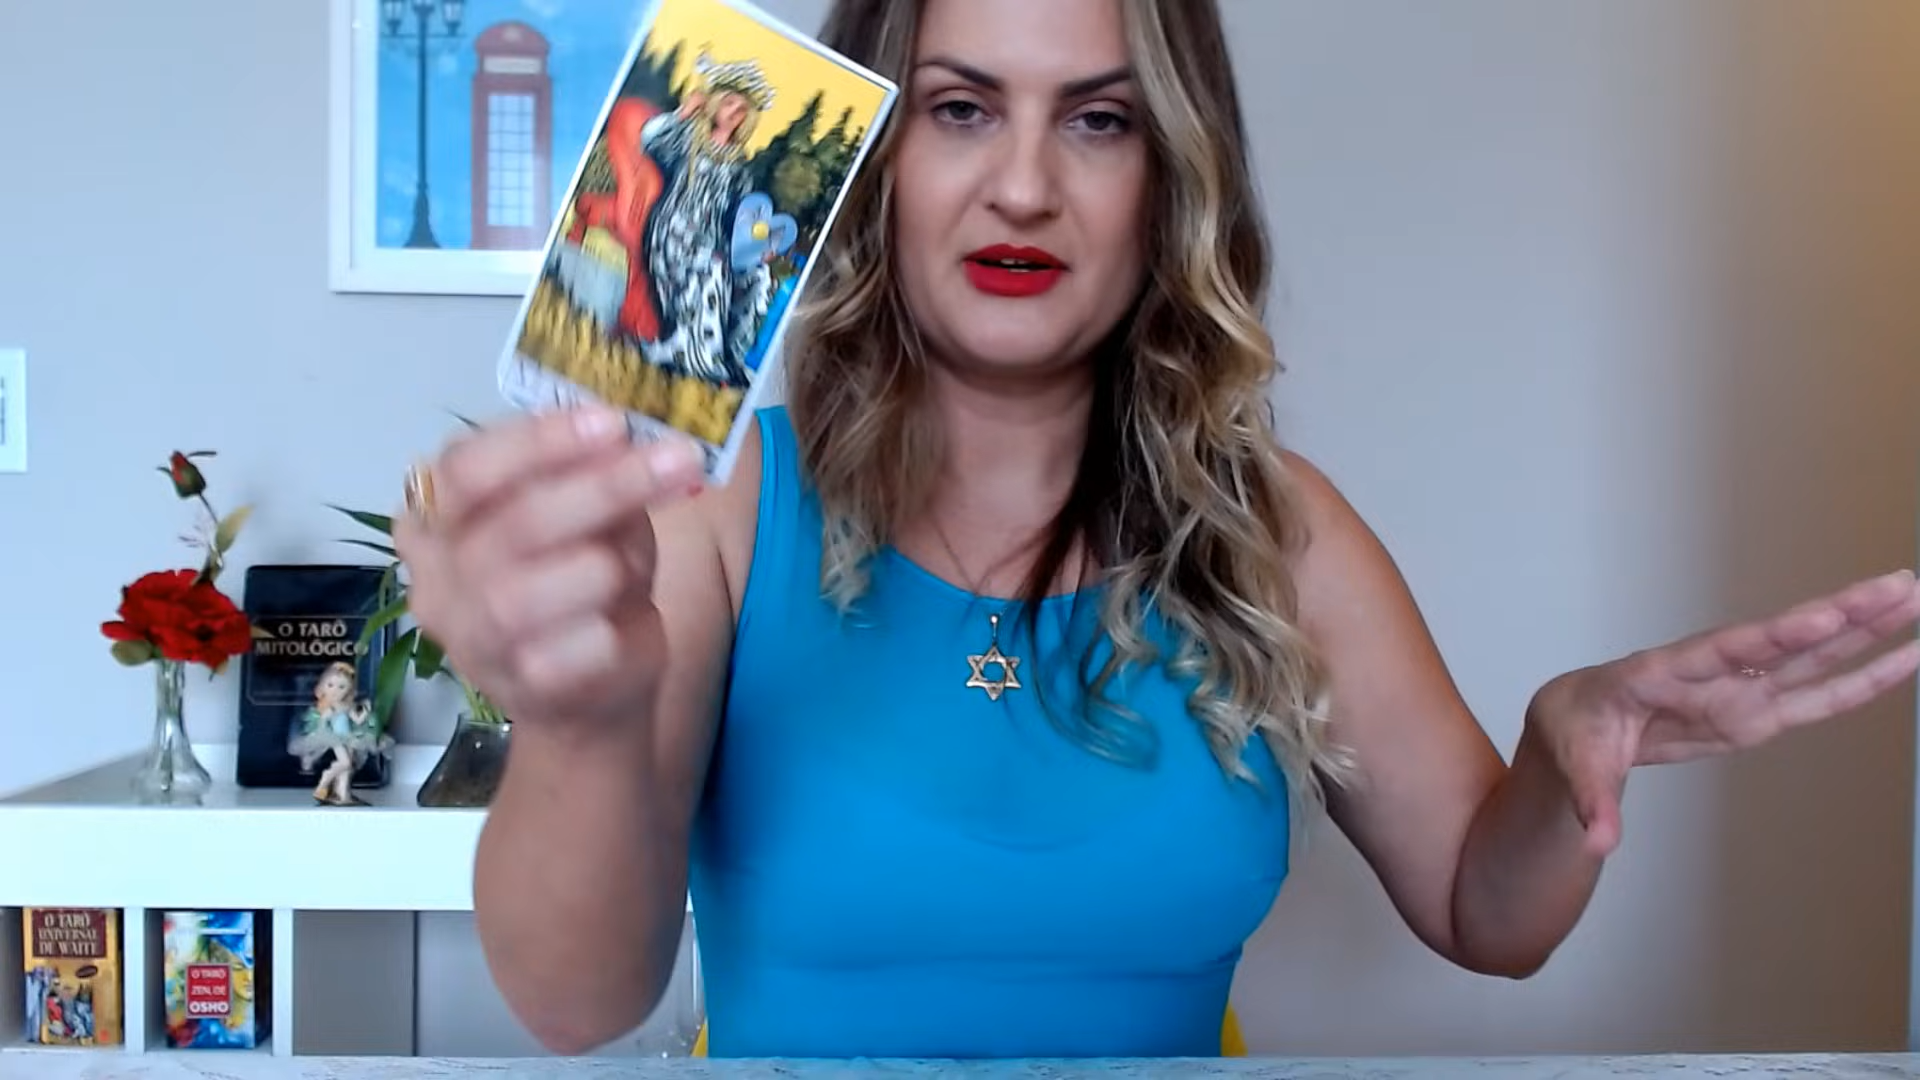 O TARÔ
MITOLÓGICO
O TARÔ
UNIVERSAL
DE WAITE
O TARÔ
ZEN, DE
OSHO